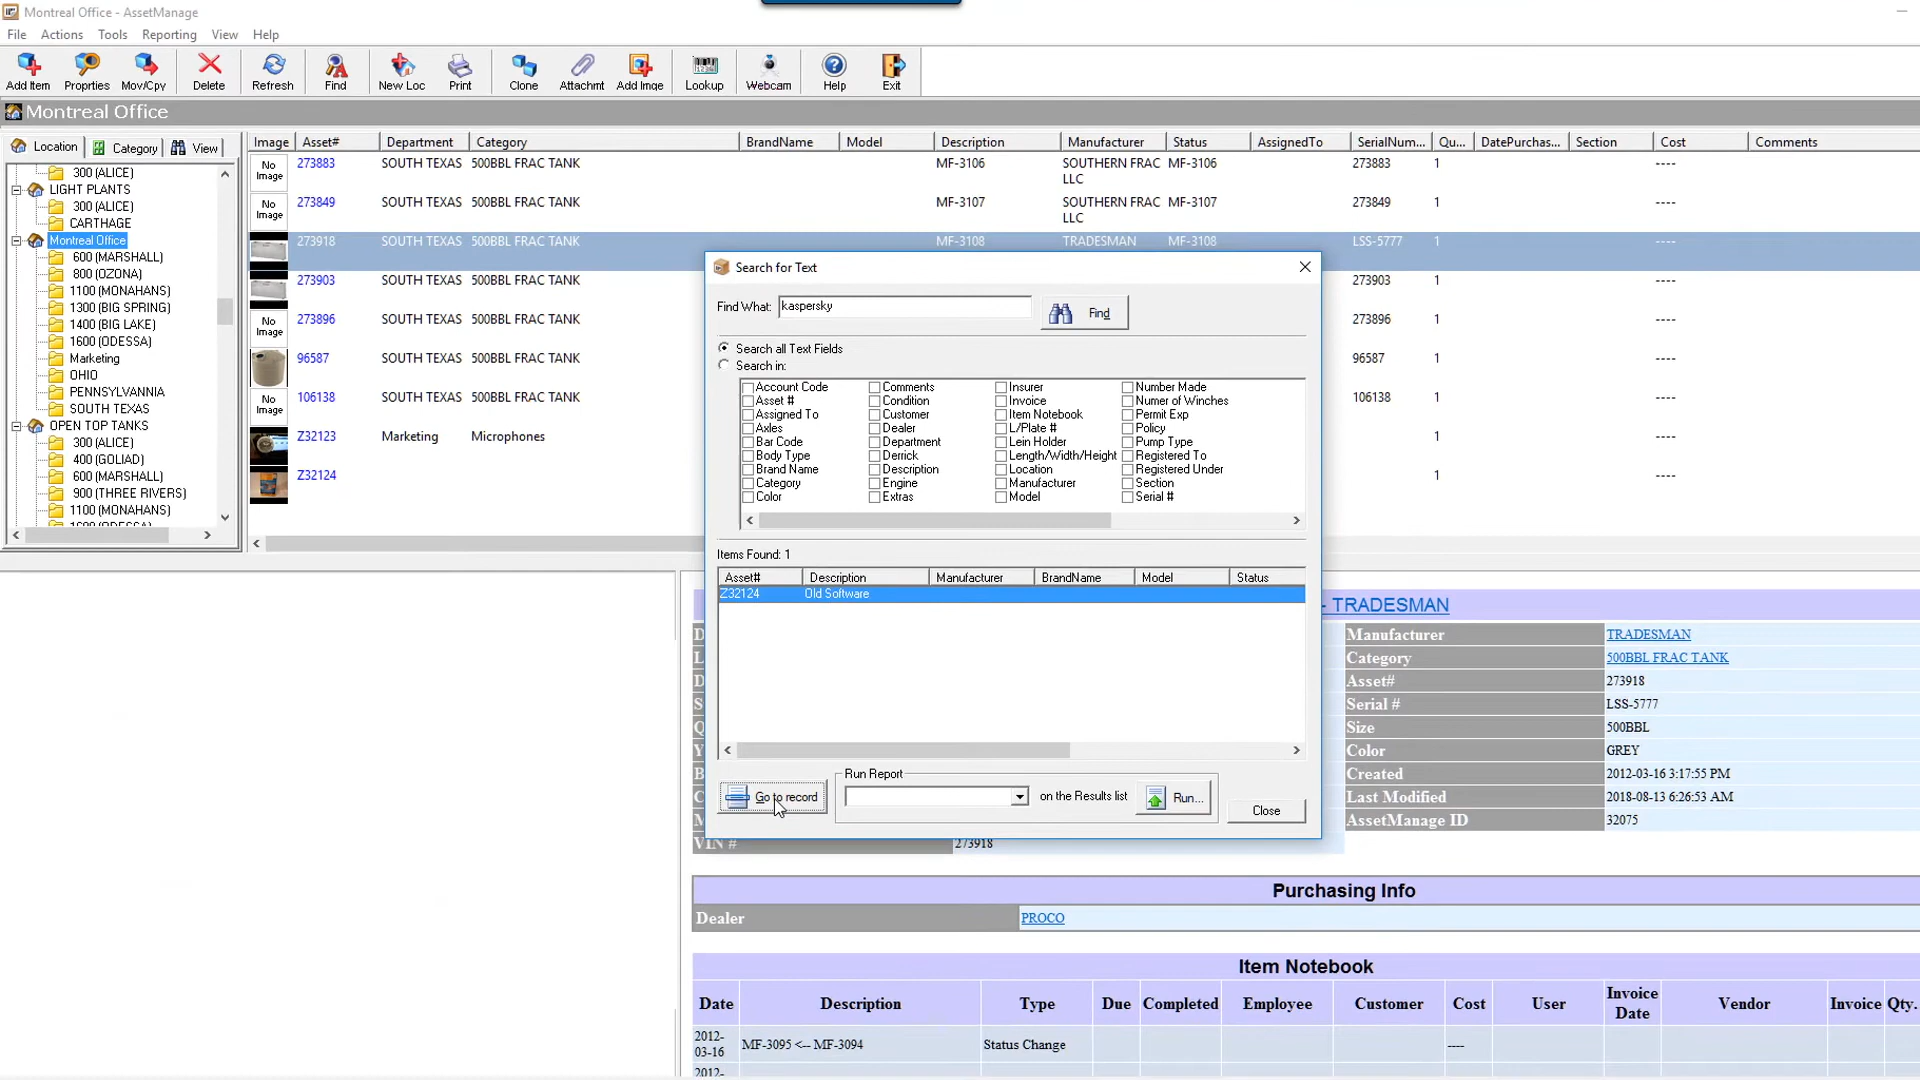 Montreal Office - AssetManage
File Actions Tools Reporting View Help
Add Item Proprties Mov/Cpy Delete Refresh Find New Loc Print Clone Attachmt Add Imge Lookup Webcam Help Exit
Montreal Office
Location Category View
300 (ALICE)
LIGHT PLANTS
300 (ALICE)
CARTHAGE
Montreal Office
600 (MARSHALL)
800 (OZONA)
1100 (MONAHANS)
1300 (BIG SPRING)
1400 (BIG LAKE)
1600 (ODESSA)
Marketing
OHIO
PENNSYLVANNIA
SOUTH TEXAS
OPEN TOP TANKS
300 (ALICE)
400 (GOLIAD)
600 (MARSHALL)
900 (THREE RIVERS)
1100 (MONAHANS)
1600 (ODESSA)
Image Asset# Department Category BrandName Model Description Manufacturer Status AssignedTo SerialNum... Qu... DatePurchas... Section Cost Comments
No Image 273883 SOUTH TEXAS 500BBL FRAC TANK MF-3106 SOUTHERN FRAC LLC MF-3106 273883 1 ----
No Image 273849 SOUTH TEXAS 500BBL FRAC TANK MF-3107 SOUTHERN FRAC LLC MF-3107 273849 1 ----
273918 SOUTH TEXAS 500BBL FRAC TANK MF-3108 TRADESMAN MF-3108 LSS-5777 1 ----
273903 SOUTH TEXAS 500BBL FRAC TANK 273903 1 ----
No Image 273896 SOUTH TEXAS 500BBL FRAC TANK 273896 1 ----
96587 SOUTH TEXAS 500BBL FRAC TANK 96587 1 ----
No Image 106138 SOUTH TEXAS 500BBL FRAC TANK 106138 1 ----
Z32123 Marketing Microphones 1 ----
Z32124 1 ----
Search for Text
Find What: kaspersky Find
Search all Text Fields
Search in:
Account Code Comments Insurer Number Made
Asset # Condition Invoice Numer of Winches
Assigned To Customer Item Notebook Permit Exp
Axles Dealer L/Plate # Policy
Bar Code Department Lein Holder Pump Type
Body Type Derrick Length/Width/Height Registered To
Brand Name Description Location Registered Under
Category Engine Manufacturer Section
Color Extras Model Serial #
Items Found: 1
Asset# Description Manufacturer BrandName Model Status
Z32124 Old Software
Go to record
Run Report
on the Results list Run...
Close
- TRADESMAN
Manufacturer TRADESMAN
Category 500BBL FRAC TANK
Asset# 273918
Serial # LSS-5777
Size 500BBL
Color GREY
Created 2012-03-16 3:17:55 PM
Last Modified 2018-08-13 6:26:53 AM
AssetManage ID 32075
VIN # 273918
Purchasing Info
Dealer PROCO
Item Notebook
Date Description Type Due Completed Employee Customer Cost User Invoice Date Vendor Invoice Qty.
2012-03-16 MF-3095 <-- MF-3094 Status Change ----
2012-